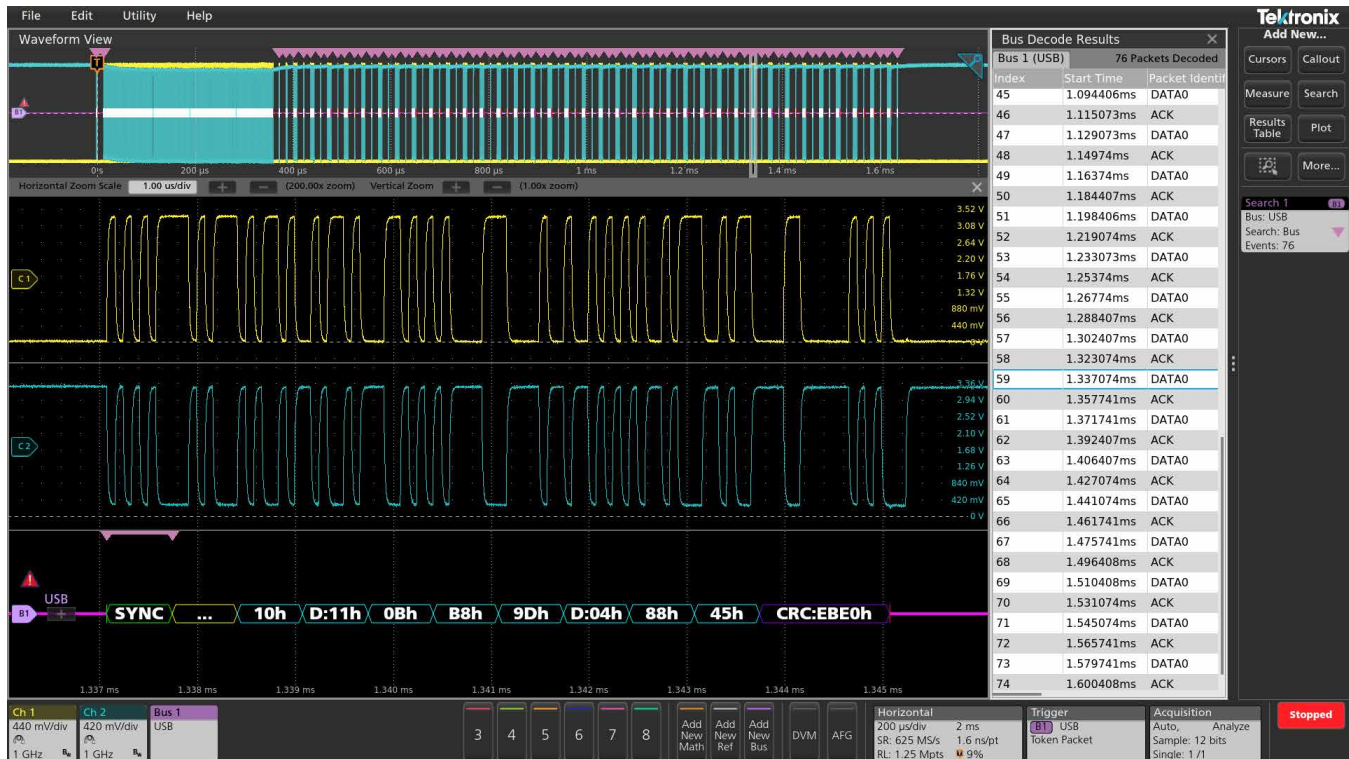 File Edit Utility Help
Tektronix
Waveform View
T
B1
0 s 200 µs 400 µs 600 µs 800 µs 1 ms 1.2 ms 1.4 ms 1.6 ms
Horizontal Zoom Scale 1.00 us/div + — (200.00x zoom) Vertical Zoom + — (1.00x zoom) ×
3.52 V
3.08 V
2.64 V
2.20 V
1.76 V
1.32 V
880 mV
440 mV
0 V
C 1
3.36 V
2.94 V
2.52 V
2.10 V
1.68 V
1.26 V
840 mV
420 mV
0 V
C 2
USB
B1 +
SYNC ... 10h D:11h 0Bh B8h 9Dh D:04h 88h 45h CRC:EBE0h
1.337 ms 1.338 ms 1.339 ms 1.340 ms 1.341 ms 1.342 ms 1.343 ms 1.344 ms 1.345 ms
Bus Decode Results ×
Bus 1 (USB) 76 Packets Decoded
Index Start Time Packet Identif
45 1.094406ms DATA0
46 1.115073ms ACK
47 1.129073ms DATA0
48 1.14974ms ACK
49 1.16374ms DATA0
50 1.184407ms ACK
51 1.198406ms DATA0
52 1.219074ms ACK
53 1.233073ms DATA0
54 1.25374ms ACK
55 1.26774ms DATA0
56 1.288407ms ACK
57 1.302407ms DATA0
58 1.323074ms ACK
59 1.337074ms DATA0
60 1.357741ms ACK
61 1.371741ms DATA0
62 1.392407ms ACK
63 1.406407ms DATA0
64 1.427074ms ACK
65 1.441074ms DATA0
66 1.461741ms ACK
67 1.475741ms DATA0
68 1.496408ms ACK
69 1.510408ms DATA0
70 1.531074ms ACK
71 1.545074ms DATA0
72 1.565741ms ACK
73 1.579741ms DATA0
74 1.600408ms ACK
Add New...
Cursors Callout
Measure Search
Results Table Plot
More...
Search 1 B1
Bus: USB
Search: Bus
Events: 76
Ch 1
440 mV/div
1 GHz Bw
Ch 2
420 mV/div
1 GHz Bw
Bus 1
USB
3 4 5 6 7 8
Add New Math
Add New Ref
Add New Bus
DVM AFG
Horizontal
200 µs/div 2 ms
SR: 625 MS/s 1.6 ns/pt
RL: 1.25 Mpts 9%
Trigger
B1 USB
Token Packet
Acquisition
Auto, Analyze
Sample: 12 bits
Single: 1 /1
Stopped